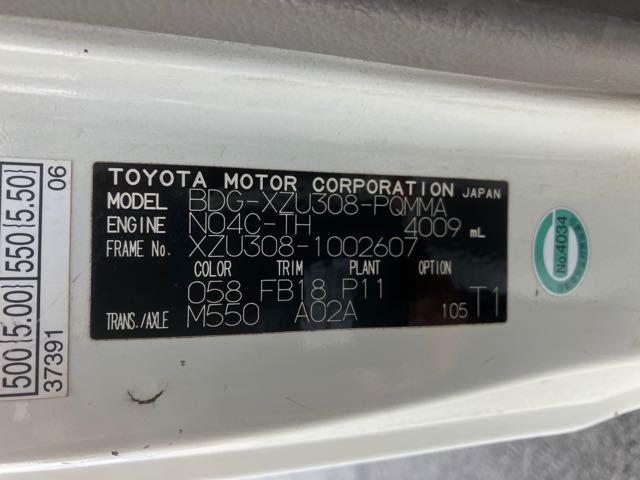 TOYOTA MOTOR CORPORATION JAPAN
MODEL BDG-XZU308-PQMMA
ENGINE N04C-TH 4009 mL
FRAME No. XZU308-1002607
COLOR TRIM PLANT OPTION
058 FB18 P11
TRANS./AXLE M550 A02A 105 T1
500 5.00 550 5.50
37391 06
No.4034